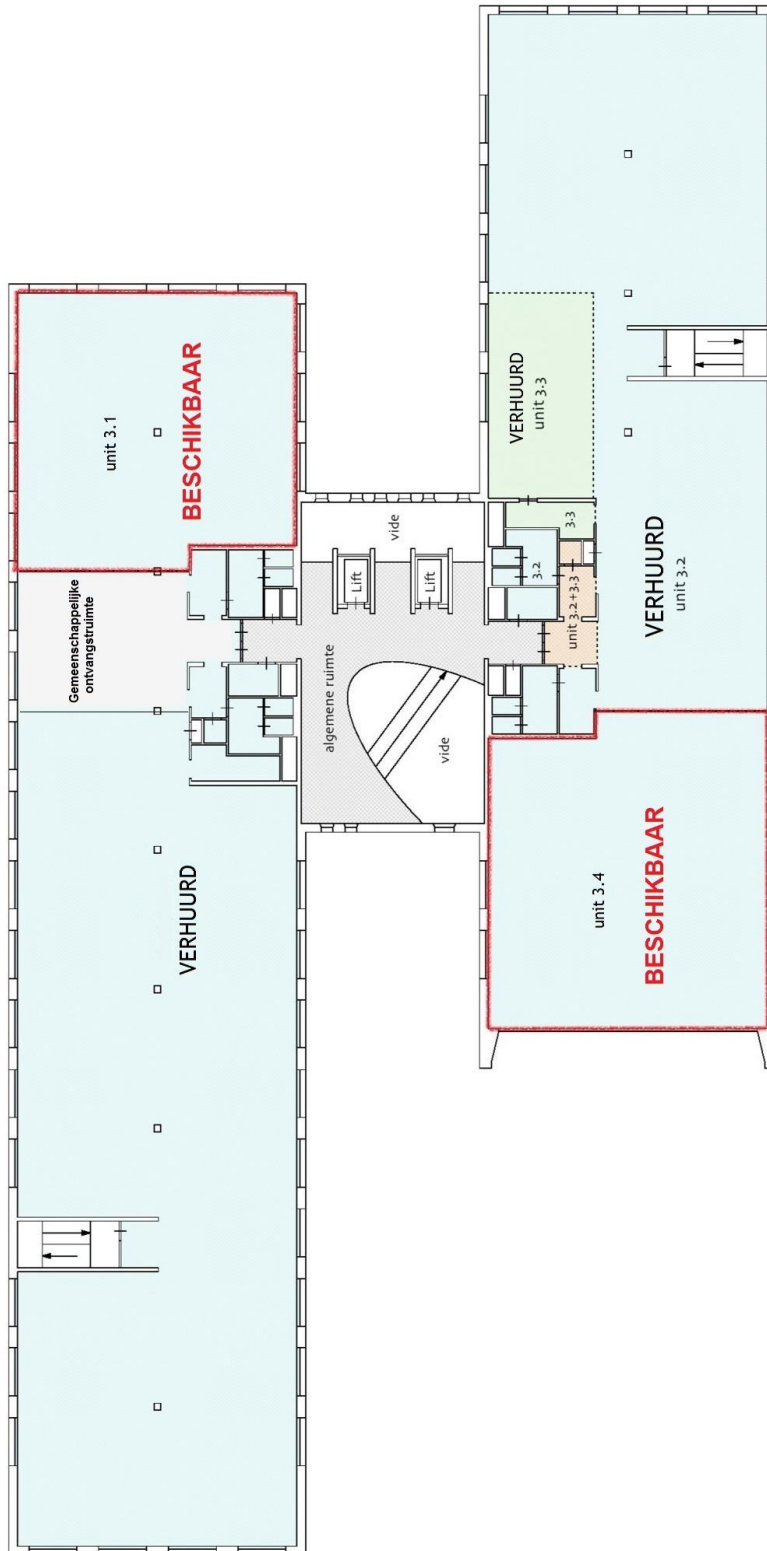 unit 3.1
BESCHIKBAAR
Gemeenschappelijke
ontvangstruimte
VERHUURD
algemene ruimte
vide
Lift
Lift
vide
VERHUURD
unit 3.3
3.3
3.2
unit 3.2+3.3
VERHUURD
unit 3.2
unit 3.4
BESCHIKBAAR